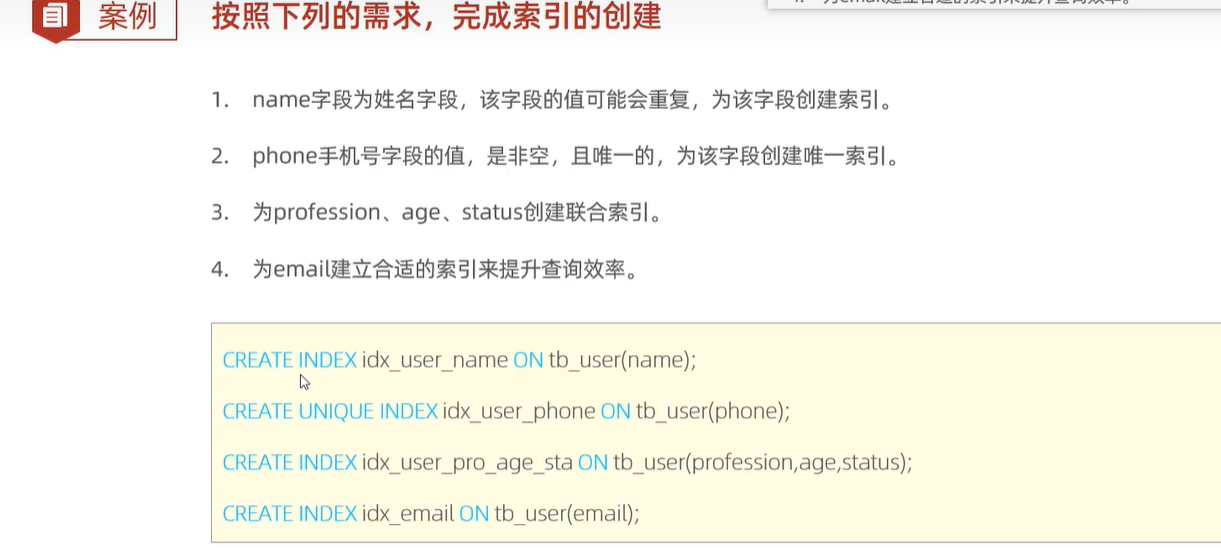 案例
按照下列的需求，完成索引的创建
1. name字段为姓名字段，该字段的值可能会重复，为该字段创建索引。
2. phone手机号字段的值，是非空，且唯一的，为该字段创建唯一索引。
3. 为profession、age、status创建联合索引。
4. 为email建立合适的索引来提升查询效率。
CREATE INDEX idx_user_name ON tb_user(name);
CREATE UNIQUE INDEX idx_user_phone ON tb_user(phone);
CREATE INDEX idx_user_pro_age_sta ON tb_user(profession,age,status);
CREATE INDEX idx_email ON tb_user(email);